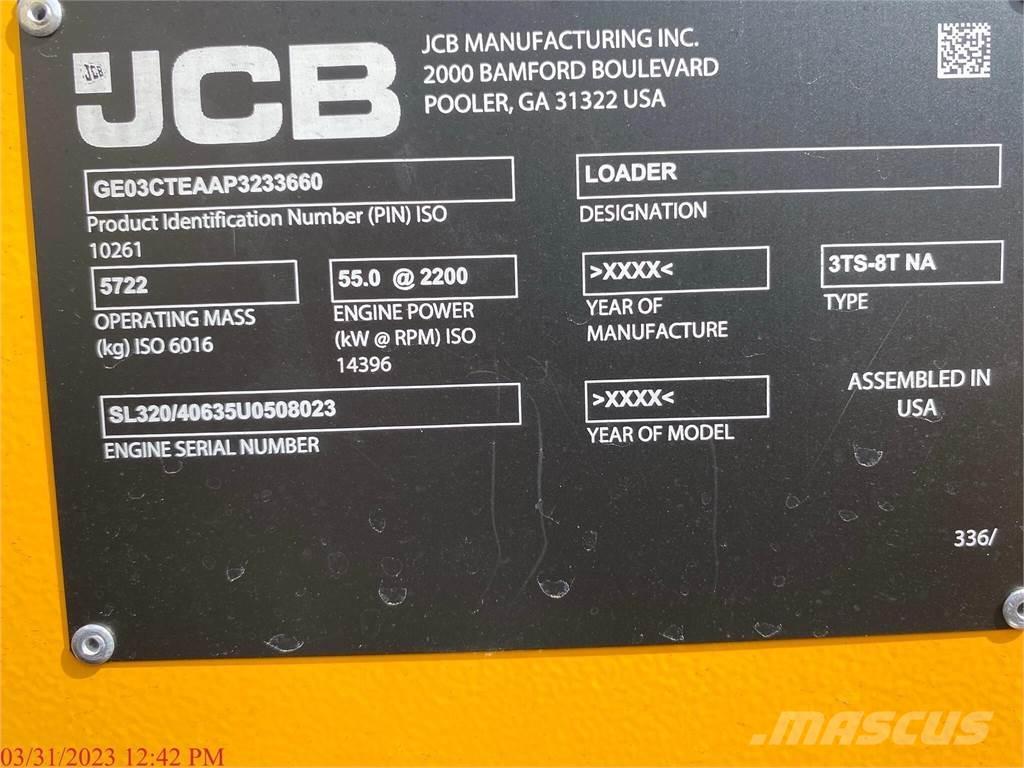 JCB
JCB
JCB MANUFACTURING INC.
2000 BAMFORD BOULEVARD
POOLER, GA 31322 USA
GE03CTEAAP3233660
Product Identification Number (PIN) ISO
10261
LOADER
DESIGNATION
5722
OPERATING MASS
(kg) ISO 6016
55.0 @ 2200
ENGINE POWER
(kW @ RPM) ISO
14396
>XXXX<
YEAR OF
MANUFACTURE
3TS-8T NA
TYPE
SL320/40635U0508023
ENGINE SERIAL NUMBER
>XXXX<
YEAR OF MODEL
ASSEMBLED IN
USA
336/
MASCUS
03/31/2023 12:42 PM